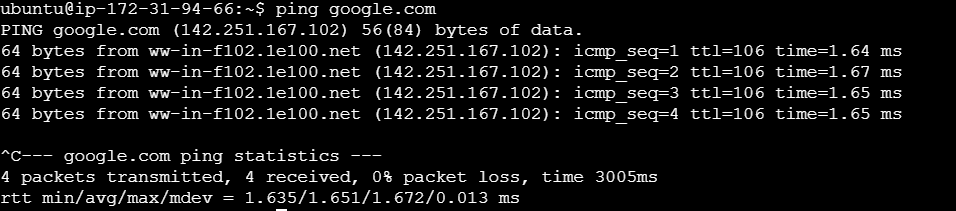 ubuntu@ip-172-31-94-66:~$ ping google.com
PING google.com (142.251.167.102) 56(84) bytes of data.
64 bytes from ww-in-f102.1e100.net (142.251.167.102): icmp_seq=1 ttl=106 time=1.64 ms
64 bytes from ww-in-f102.1e100.net (142.251.167.102): icmp_seq=2 ttl=106 time=1.67 ms
64 bytes from ww-in-f102.1e100.net (142.251.167.102): icmp_seq=3 ttl=106 time=1.65 ms
64 bytes from ww-in-f102.1e100.net (142.251.167.102): icmp_seq=4 ttl=106 time=1.65 ms
^C--- google.com ping statistics ---
4 packets transmitted, 4 received, 0% packet loss, time 3005ms
rtt min/avg/max/mdev = 1.635/1.651/1.672/0.013 ms